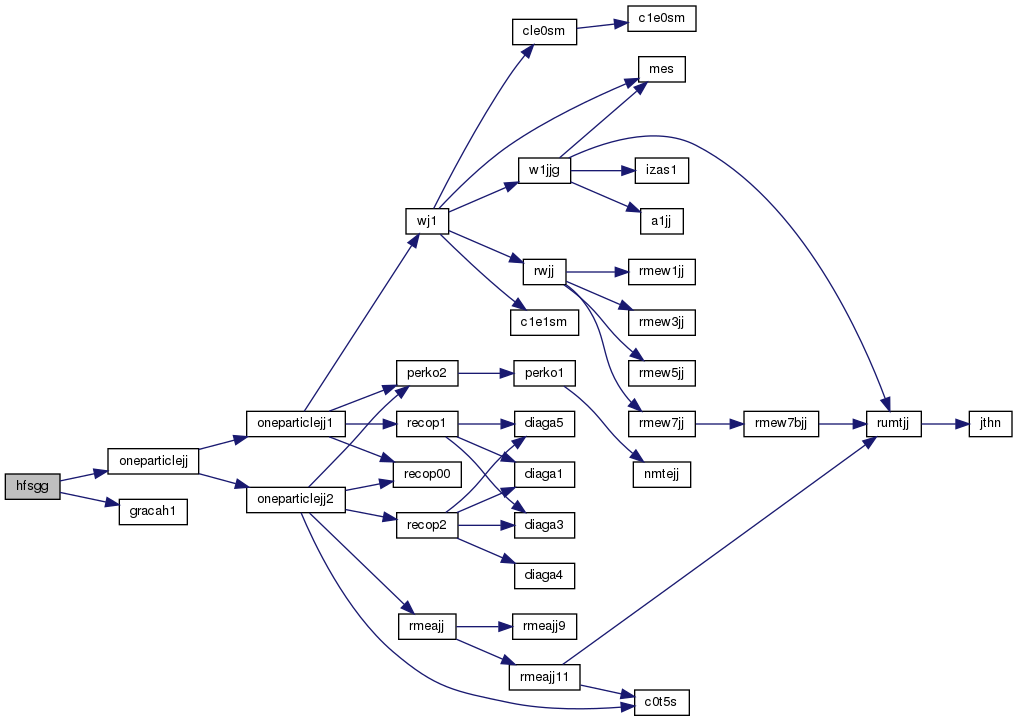 c1e0sm
cle0sm
mes
w1jjg
izas1
a1jj
wj1
rwjj
rmew1jj
c1e1sm
rmew3jj
perko2
perko1
rmew5jj
oneparticlejj1
recop1
diaga5
rmew7jj
rmew7bjj
rumtjj
jthn
oneparticlejj
recop00
diaga1
nmtejj
hfsgg
oneparticlejj2
gracah1
recop2
diaga3
diaga4
rmeajj
rmeajj9
rmeajj11
c0t5s